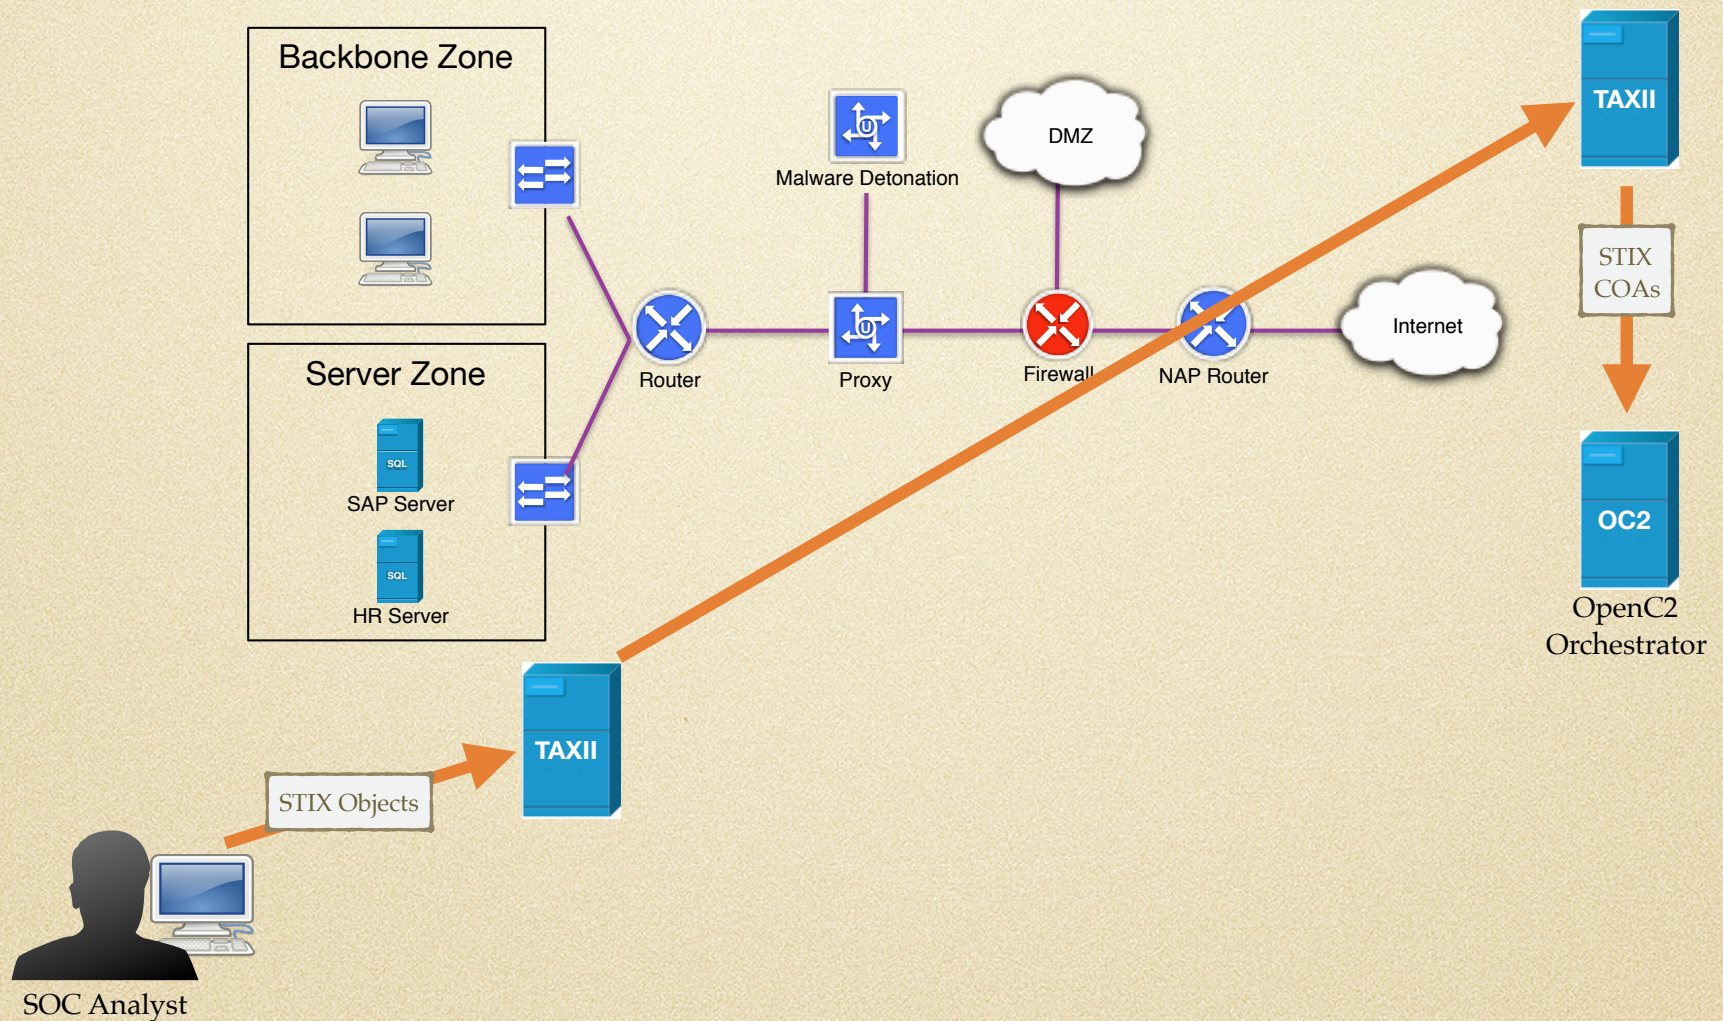 Backbone Zone
Malware Detonation
DMZ
TAXII
STIX
COAs
Router
Proxy
Firewall
NAP Router
Internet
Server Zone
SQL
SAP Server
SQL
HR Server
OC2
OpenC2
Orchestrator
TAXII
STIX Objects
SOC Analyst
U
U